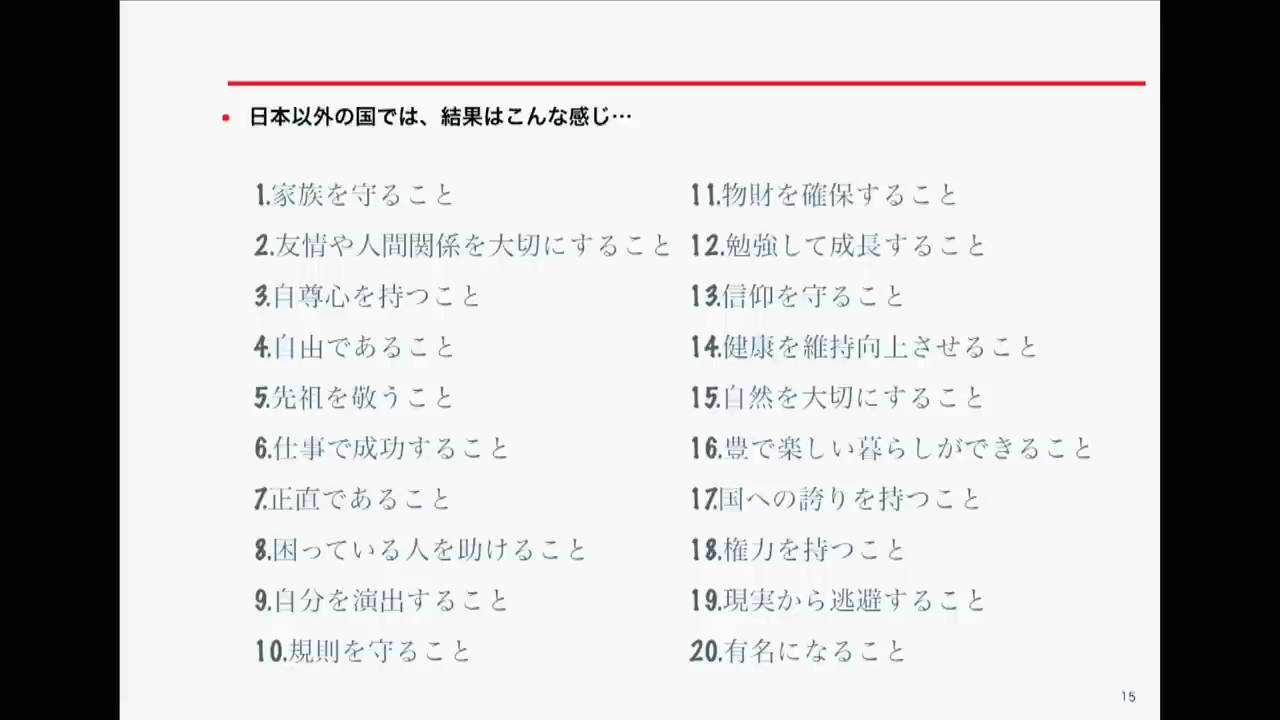 • 日本以外の国では、結果はこんな感じ…
1.家族を守ること
2.友情や人間関係を大切にすること
3.自尊心を持つこと
4.自由であること
5.先祖を敬うこと
6.仕事で成功すること
7.正直であること
8.困っている人を助けること
9.自分を演出すること
10.規則を守ること
11.物財を確保すること
12.勉強して成長すること
13.信仰を守ること
14.健康を維持向上させること
15.自然を大切にすること
16.豊で楽しい暮らしができること
17.国への誇りを持つこと
18.権力を持つこと
19.現実から逃避すること
20.有名になること
15